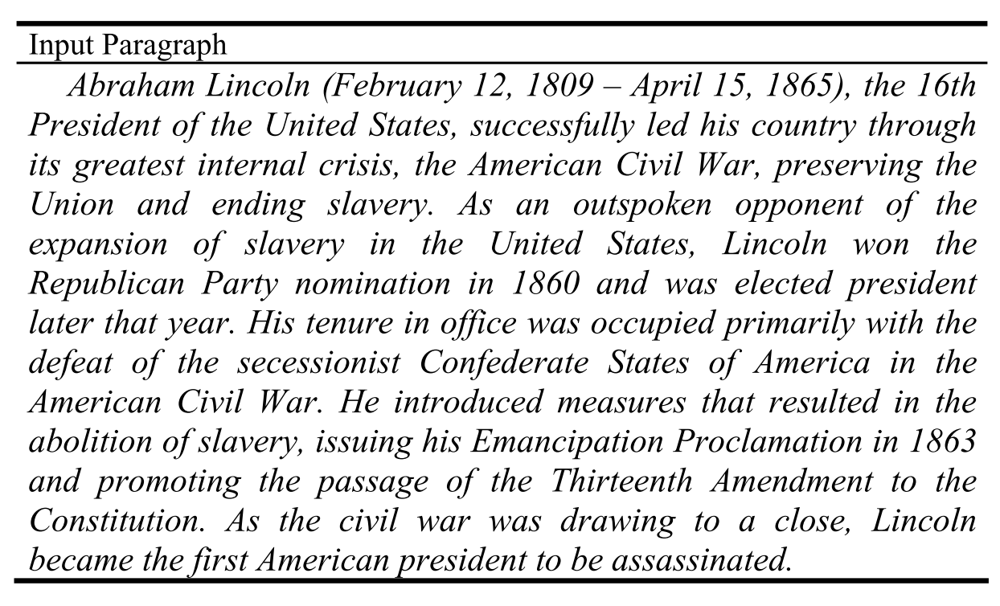 Input Paragraph
Abraham Lincoln (February 12, 1809 – April 15, 1865), the 16th
President of the United States, successfully led his country through
its greatest internal crisis, the American Civil War, preserving the
Union and ending slavery. As an outspoken opponent of the
expansion of slavery in the United States, Lincoln won the
Republican Party nomination in 1860 and was elected president
later that year. His tenure in office was occupied primarily with the
defeat of the secessionist Confederate States of America in the
American Civil War. He introduced measures that resulted in the
abolition of slavery, issuing his Emancipation Proclamation in 1863
and promoting the passage of the Thirteenth Amendment to the
Constitution. As the civil war was drawing to a close, Lincoln
became the first American president to be assassinated.